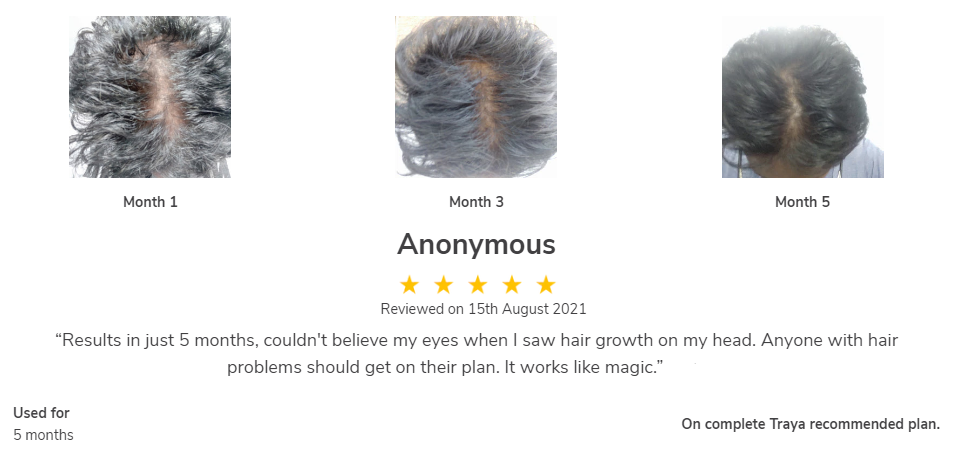 Month 1
Month 3
Month 5
Anonymous
Reviewed on 15th August 2021
“Results in just 5 months, couldn't believe my eyes when I saw hair growth on my head. Anyone with hair
problems should get on their plan. It works like magic.”
Used for
5 months
On complete Traya recommended plan.